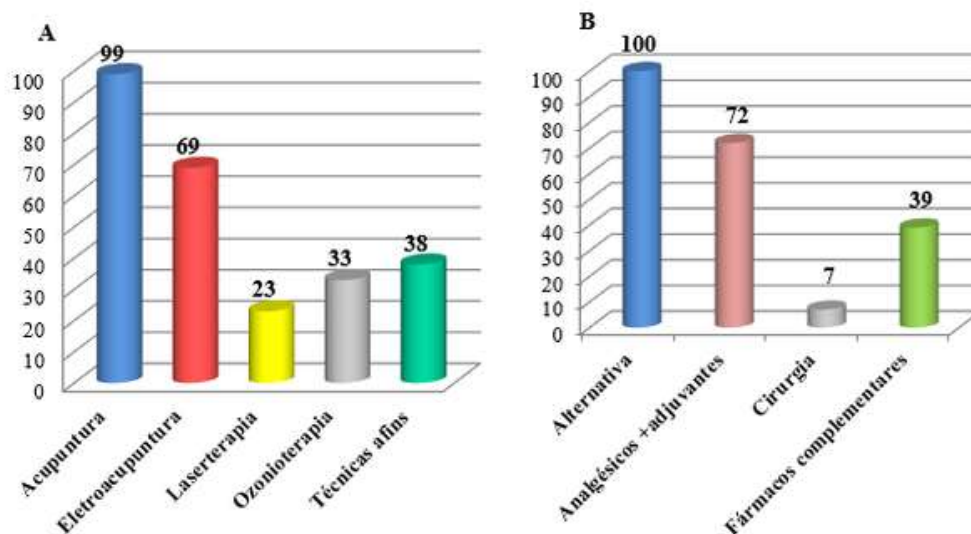 A
99
100
90
80
70
60
50
40
30
20
10
0
69
23
33
38
Acupuntura
Eletroacupuntura
Laserterapia
Ozonioterapia
Técnicas afins
B
100
100
90
80
70
60
50
40
30
20
10
0
72
7
39
Alternativa
Analgésicos +adjuvantes
Cirurgia
Fármacos complementares